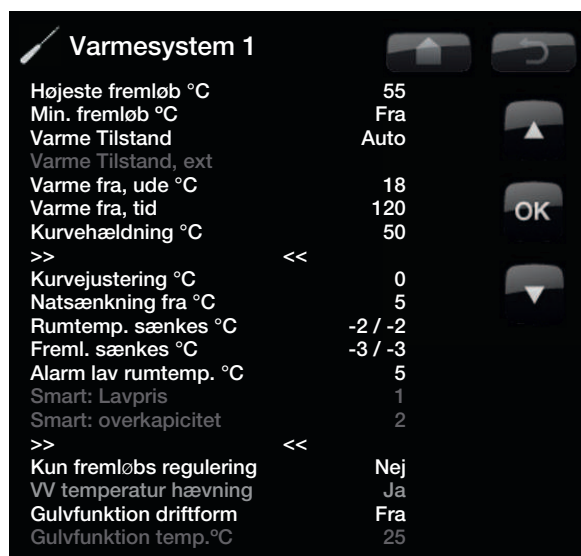 Varmesystem 1
Højeste fremløb °C 55
Min. fremløb °C Fra
Varme Tilstand Auto
Varme Tilstand, ext
Varme fra, ude °C 18
Varme fra, tid 120
Kurvehældning °C 50
>> <<
Kurvejustering °C 0
Natsænkning fra °C 5
Rumtemp. sænkes °C -2 / -2
Freml. sænkes °C -3 / -3
Alarm lav rumtemp. °C 5
Smart: Lavpris 1
Smart: overkapicitet 2
>> <<
Kun fremløbs regulering Nej
VV temperatur hævning Ja
Gulvfunktion driftform Fra
Gulvfunktion temp.°C 25
OK